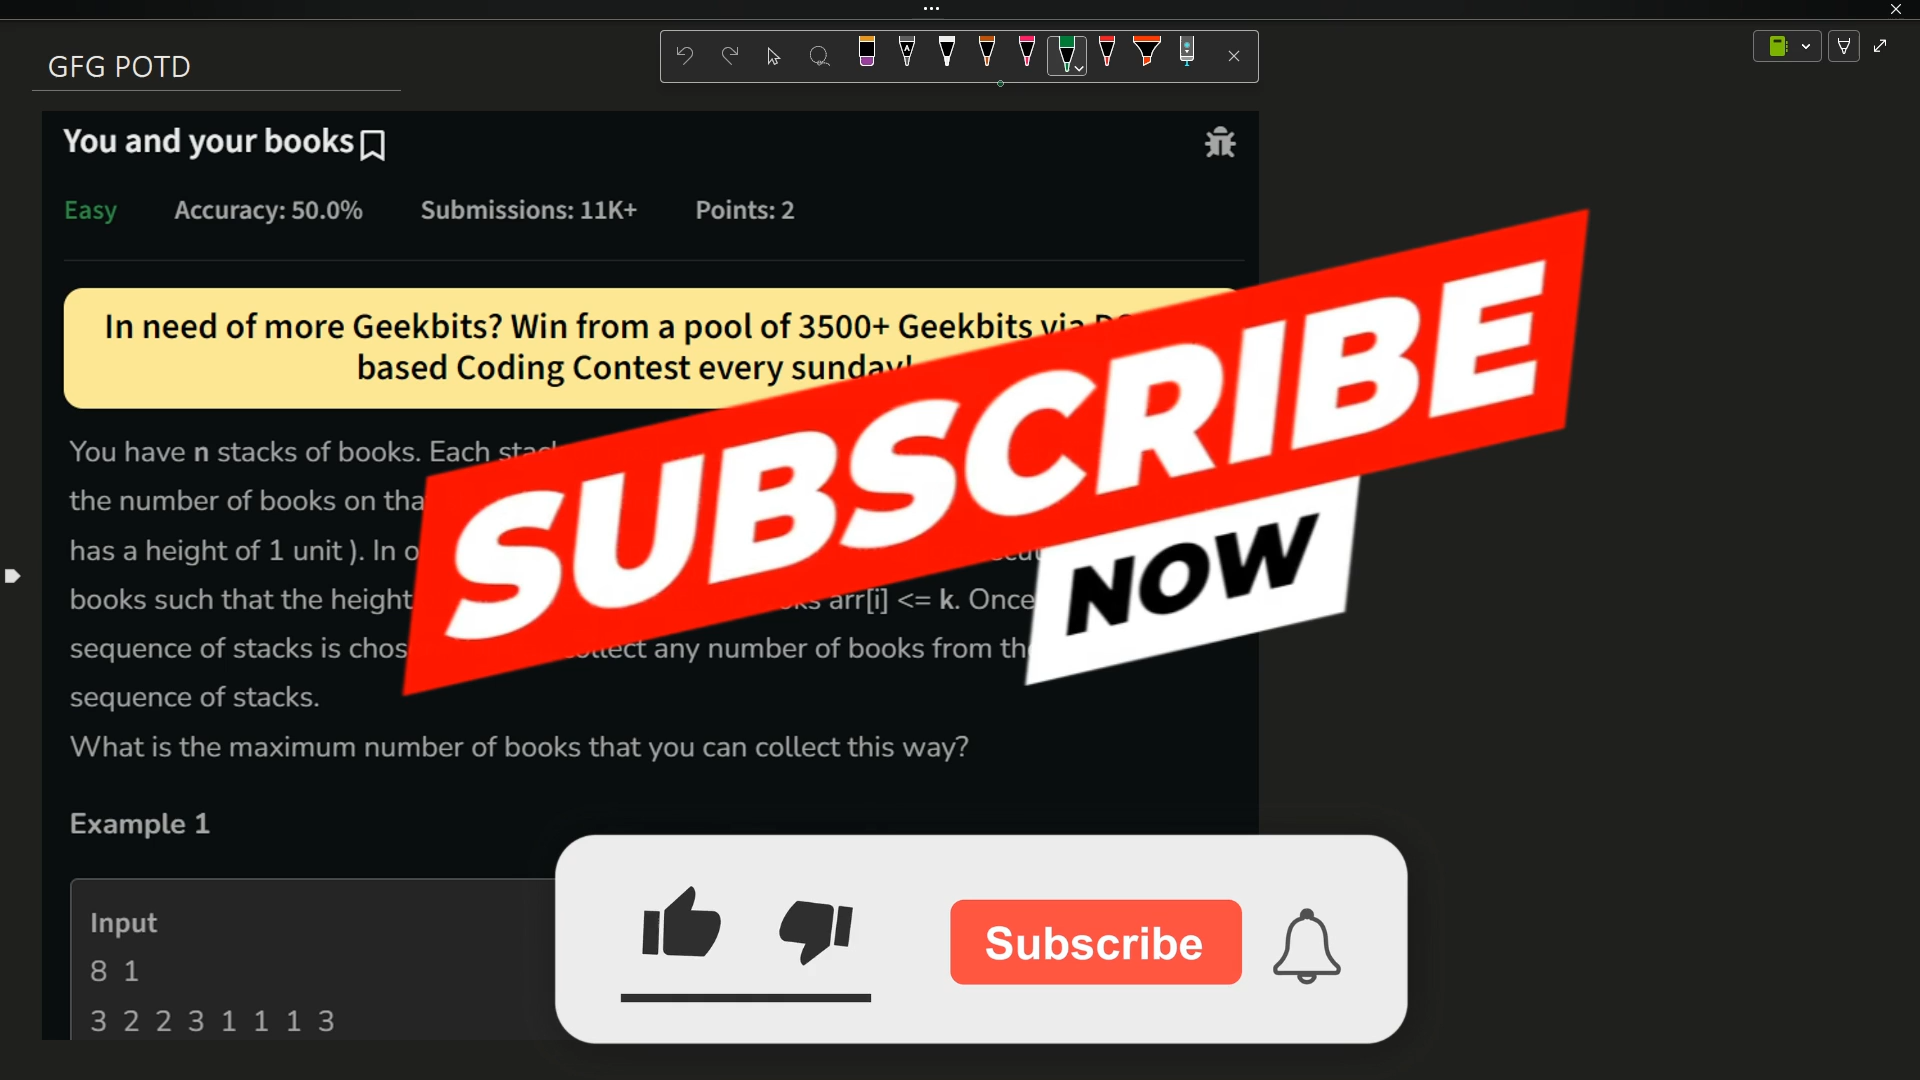 GFG POTD
You and your books
Easy Accuracy: 50.0% Submissions: 11K+ Points: 2
In need of more Geekbits? Win from a pool of 3500+ Geekbits via
based Coding Contest every sunday!
You have n stacks of books. Each
the number of books on
has a height of 1 unit ). In
books such that the height arr[i] <= k. Once
sequence of stacks is any number of books from
sequence of stacks.
What is the maximum number of books that you can collect this way?
SUBSCRIBE
NOW
Example 1
Input
8 1
3 2 2 3 1 1 1 3
Subscribe